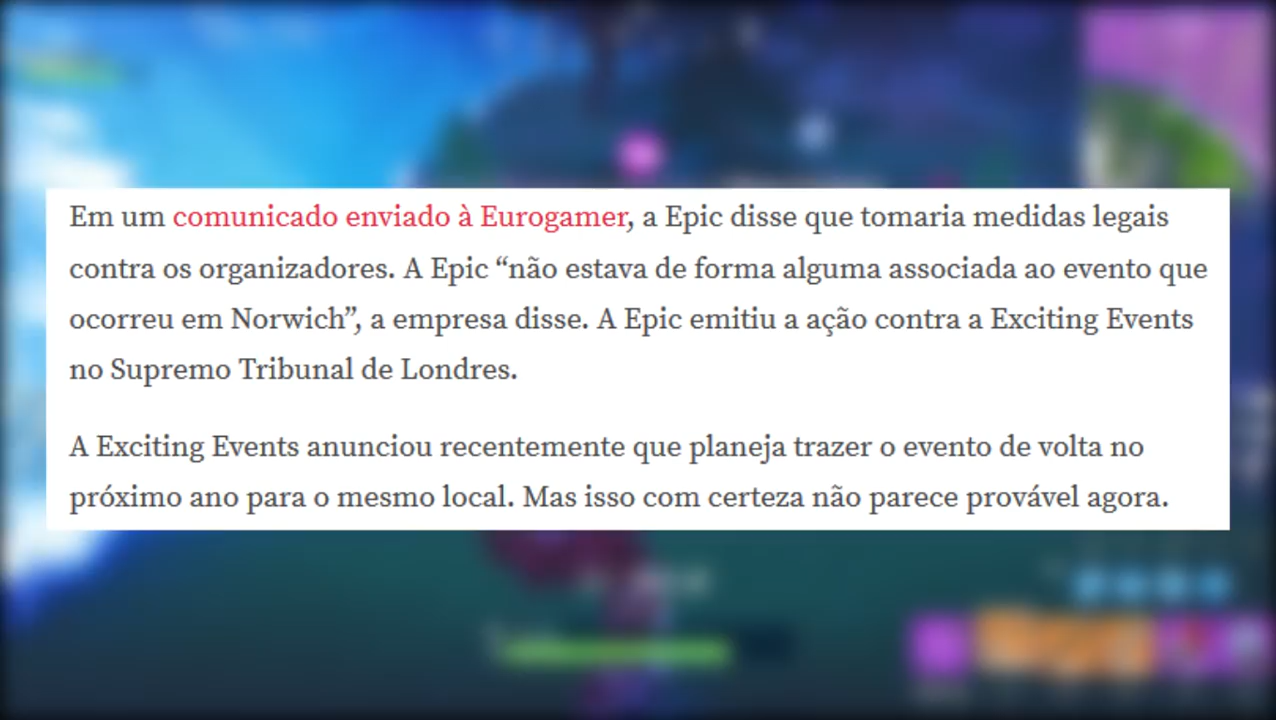 Em um comunicado enviado à Eurogamer, a Epic disse que tomaria medidas legais
contra os organizadores. A Epic “não estava de forma alguma associada ao evento que
ocorreu em Norwich”, a empresa disse. A Epic emitiu a ação contra a Exciting Events
no Supremo Tribunal de Londres.
A Exciting Events anunciou recentemente que planeja trazer o evento de volta no
próximo ano para o mesmo local. Mas isso com certeza não parece provável agora.